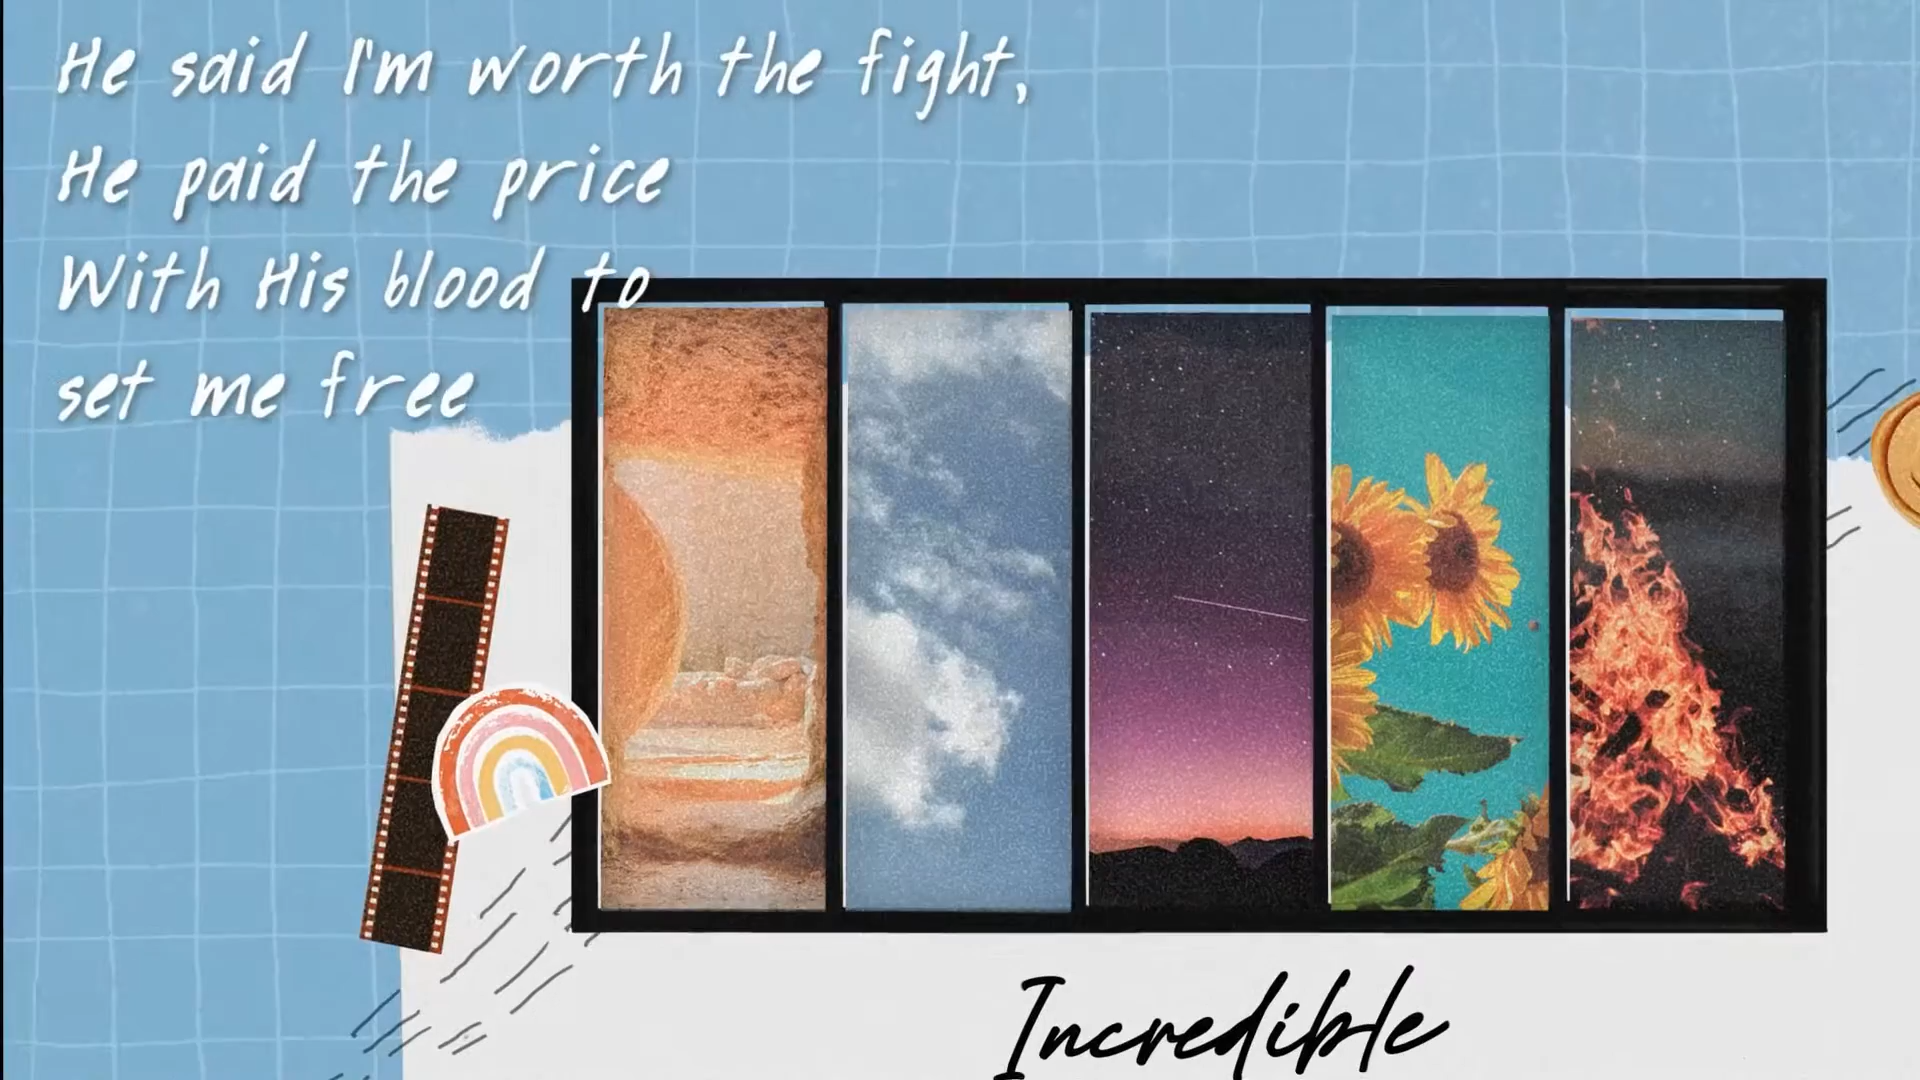 He said I'm worth the fight,
He paid the price
With His blood to
set me free
Incredible